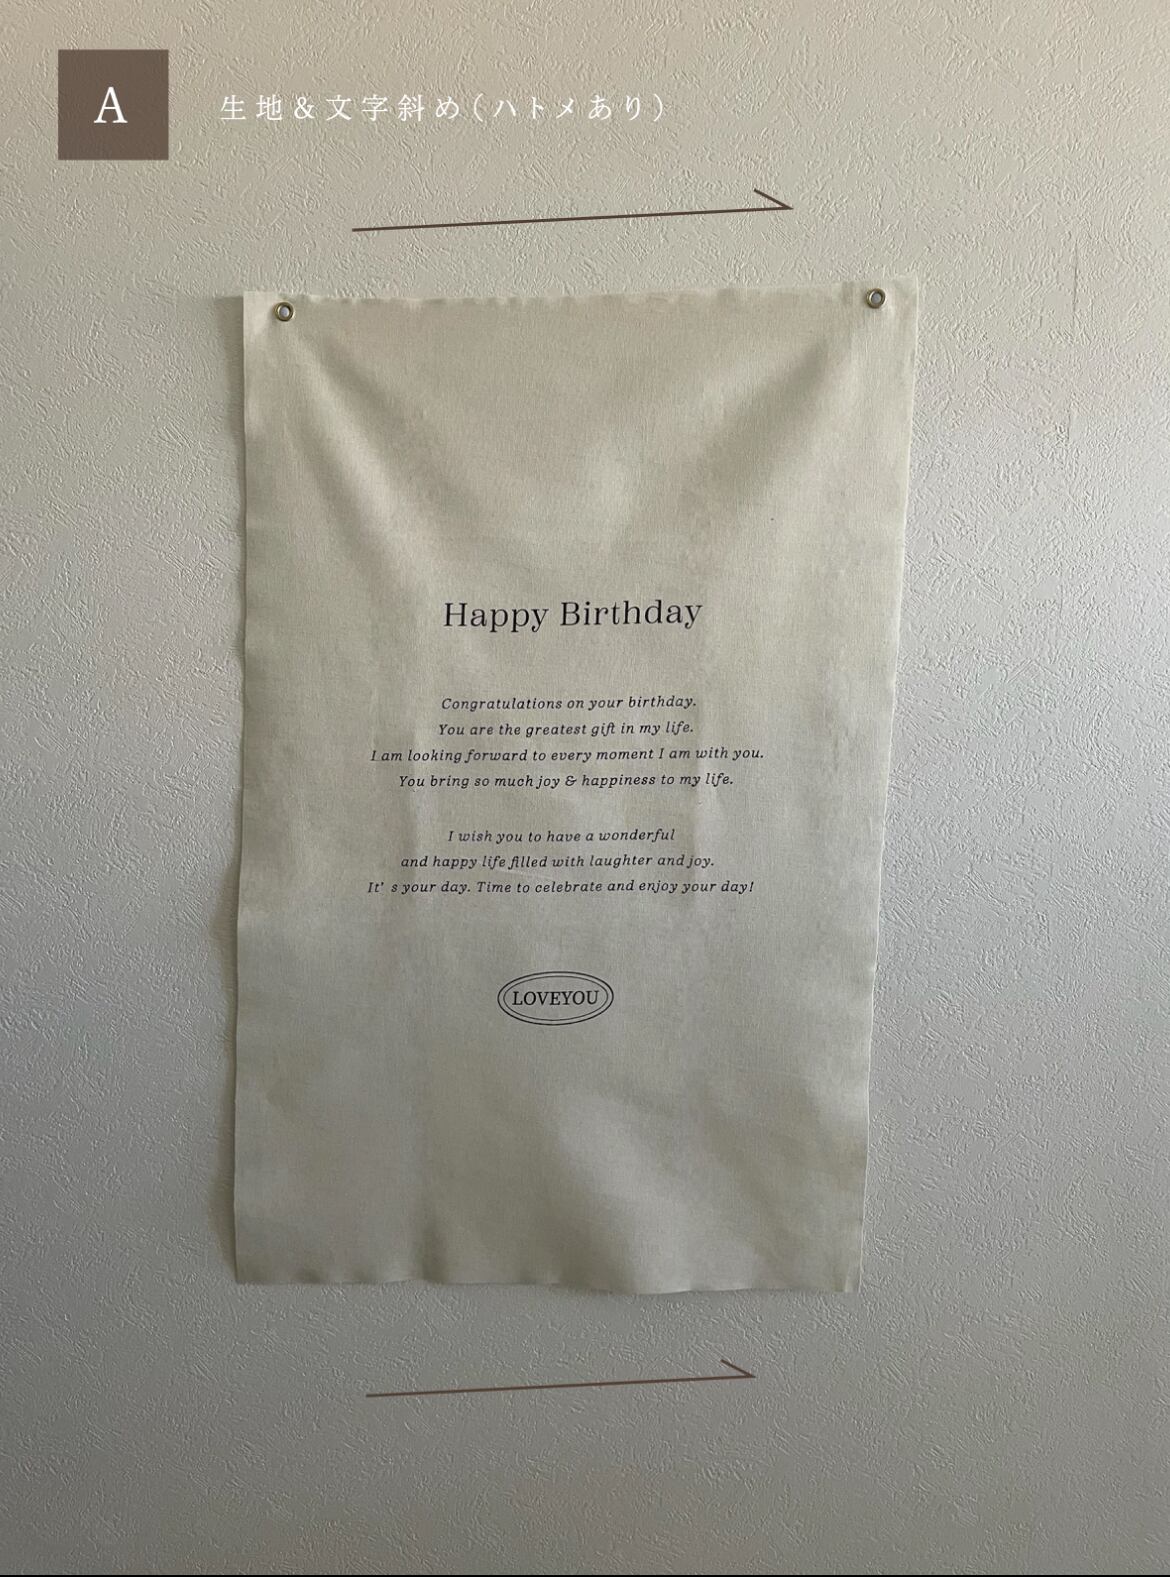 A
生地&文字斜め(ハトメあり)
Happy Birthday
Congratulations on your birthday.
You are the greatest gift in my life.
I am looking forward to every moment I am with you.
You bring so much joy & happiness to my life.
I wish you to have a wonderful
and happy life filled with laughter and joy.
It’ s your day. Time to celebrate and enjoy your day!
LOVEYOU